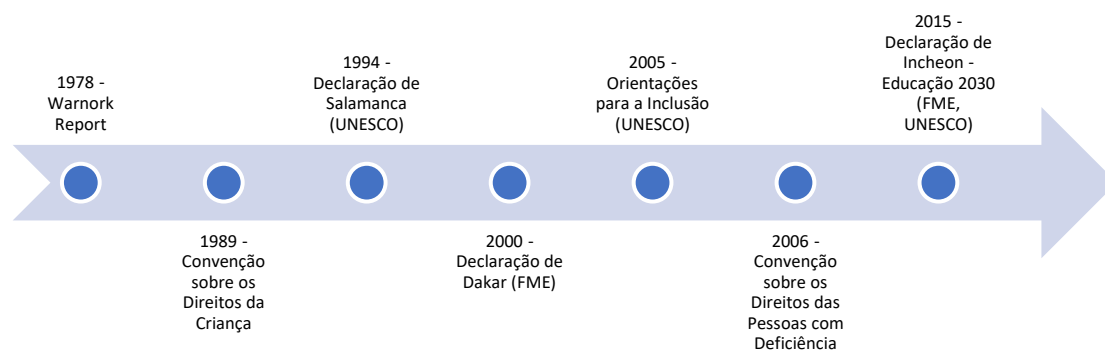 1978 -
Warnork
Report
1989 -
Convenção
sobre os
Direitos da
Criança
1994 -
Declaração de
Salamanca
(UNESCO)
2000 -
Declaração de
Dakar (FME)
2005 -
Orientações
para a Inclusão
(UNESCO)
2006 -
Convenção
sobre os
Direitos das
Pessoas com
Deficiência
2015 -
Declaração de
Incheon -
Educação 2030
(FME,
UNESCO)